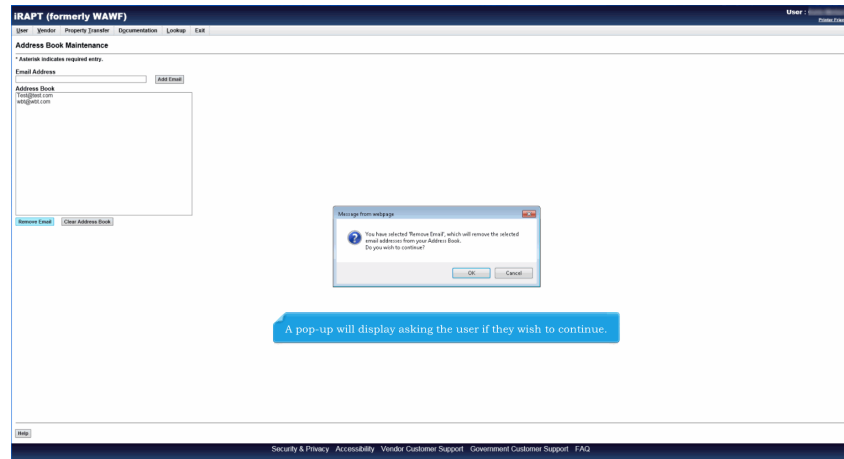 iRAPT (formerly WAWF)
User :
Printer Frien
User Vendor Property Transfer Documentation Lookup Exit
Address Book Maintenance
* Asterisk indicates required entry.
Email Address
Add Email
Address Book
Test@test.com
wbt@wbt.com
Remove Email Clear Address Book
Message from webpage
You have selected 'Remove Email', which will remove the selected
email addresses from your Address Book.
Do you wish to continue?
OK Cancel
A pop-up will display asking the user if they wish to continue.
Help
Security & Privacy Accessibility Vendor Customer Support Government Customer Support FAQ